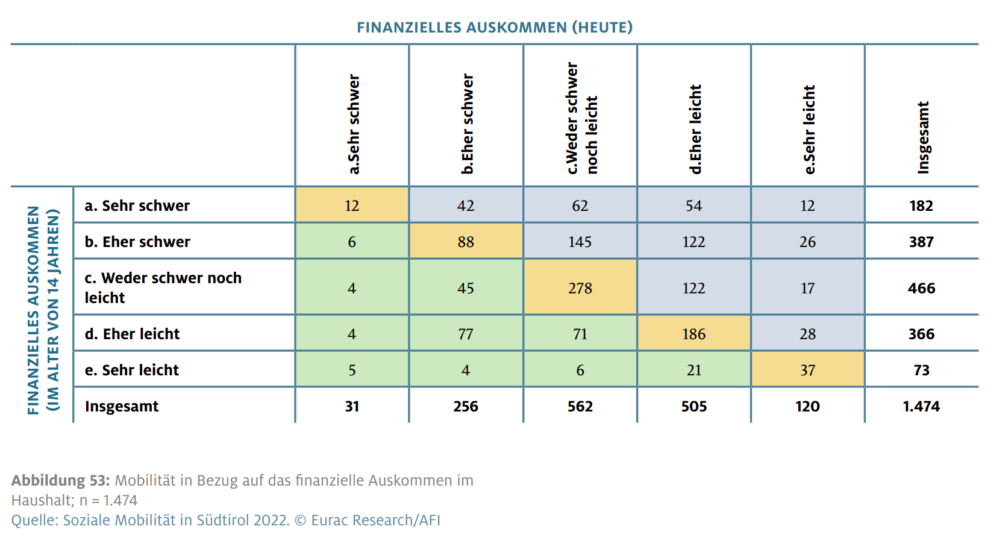 FINANZIELLES AUSKOMMEN (HEUTE)
a.Sehr schwer
b.Eher schwer
c.Weder schwer
noch leicht
d.Eher leicht
e.Sehr leicht
Insgesamt
FINANZIELLES AUSKOMMEN
(IM ALTER VON 14 JAHREN)
a. Sehr schwer 12 42 62 54 12 182
b. Eher schwer 6 88 145 122 26 387
c. Weder schwer noch
leicht 4 45 278 122 17 466
d. Eher leicht 4 77 71 186 28 366
e. Sehr leicht 5 4 6 21 37 73
Insgesamt 31 256 562 505 120 1.474
Abbildung 53: Mobilität in Bezug auf das finanzielle Auskommen im
Haushalt; n = 1.474
Quelle: Soziale Mobilität in Südtirol 2022. © Eurac Research/AFI